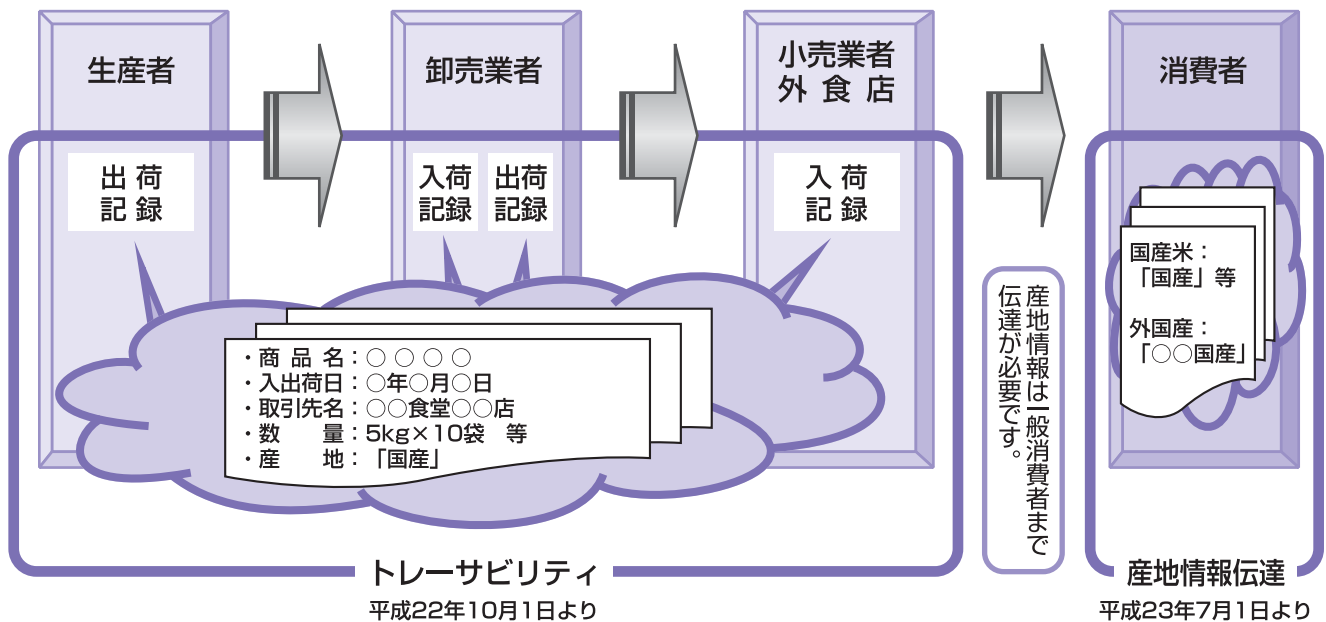 生産者
卸売業者
小売業者
外食店
消費者
出荷
記録
入荷
記録
出荷
記録
入荷
記録
・商品名：○○○○
・入出荷日：○年○月○日
・取引先名：○○食堂○○店
・数　量：5kg×10袋　等
・産　地：「国産」
産地情報は一般消費者まで
伝達が必要です。
国産米：
「国産」等
外国産：
「○○国産」
トレーサビリティ
平成22年10月1日より
産地情報伝達
平成23年7月1日より